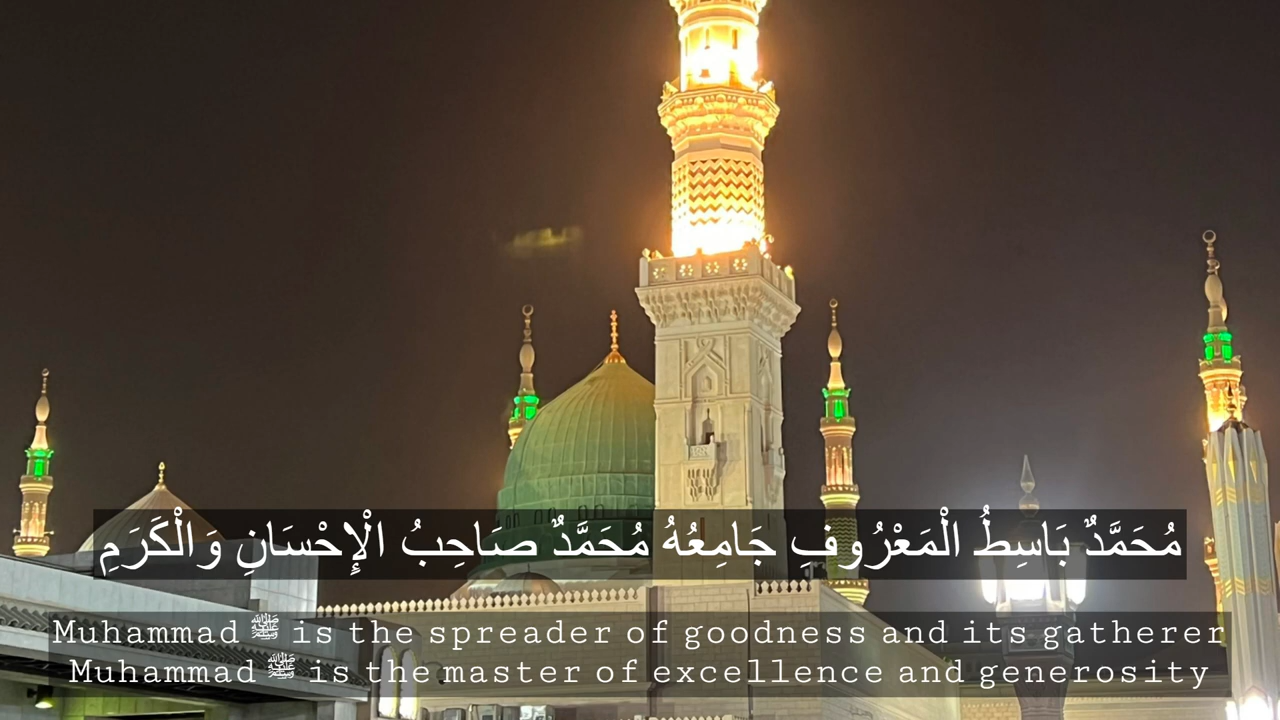 مُحَمَّدٌ بَاسِطُ الْمَعْرُوفِ جَامِعُهُ مُحَمَّدٌ صَاحِبُ الْإِحْسَانِ وَالْكَرَمِ
Muhammad ﷺ is the spreader of goodness and its gatherer
Muhammad ﷺ is the master of excellence and generosity